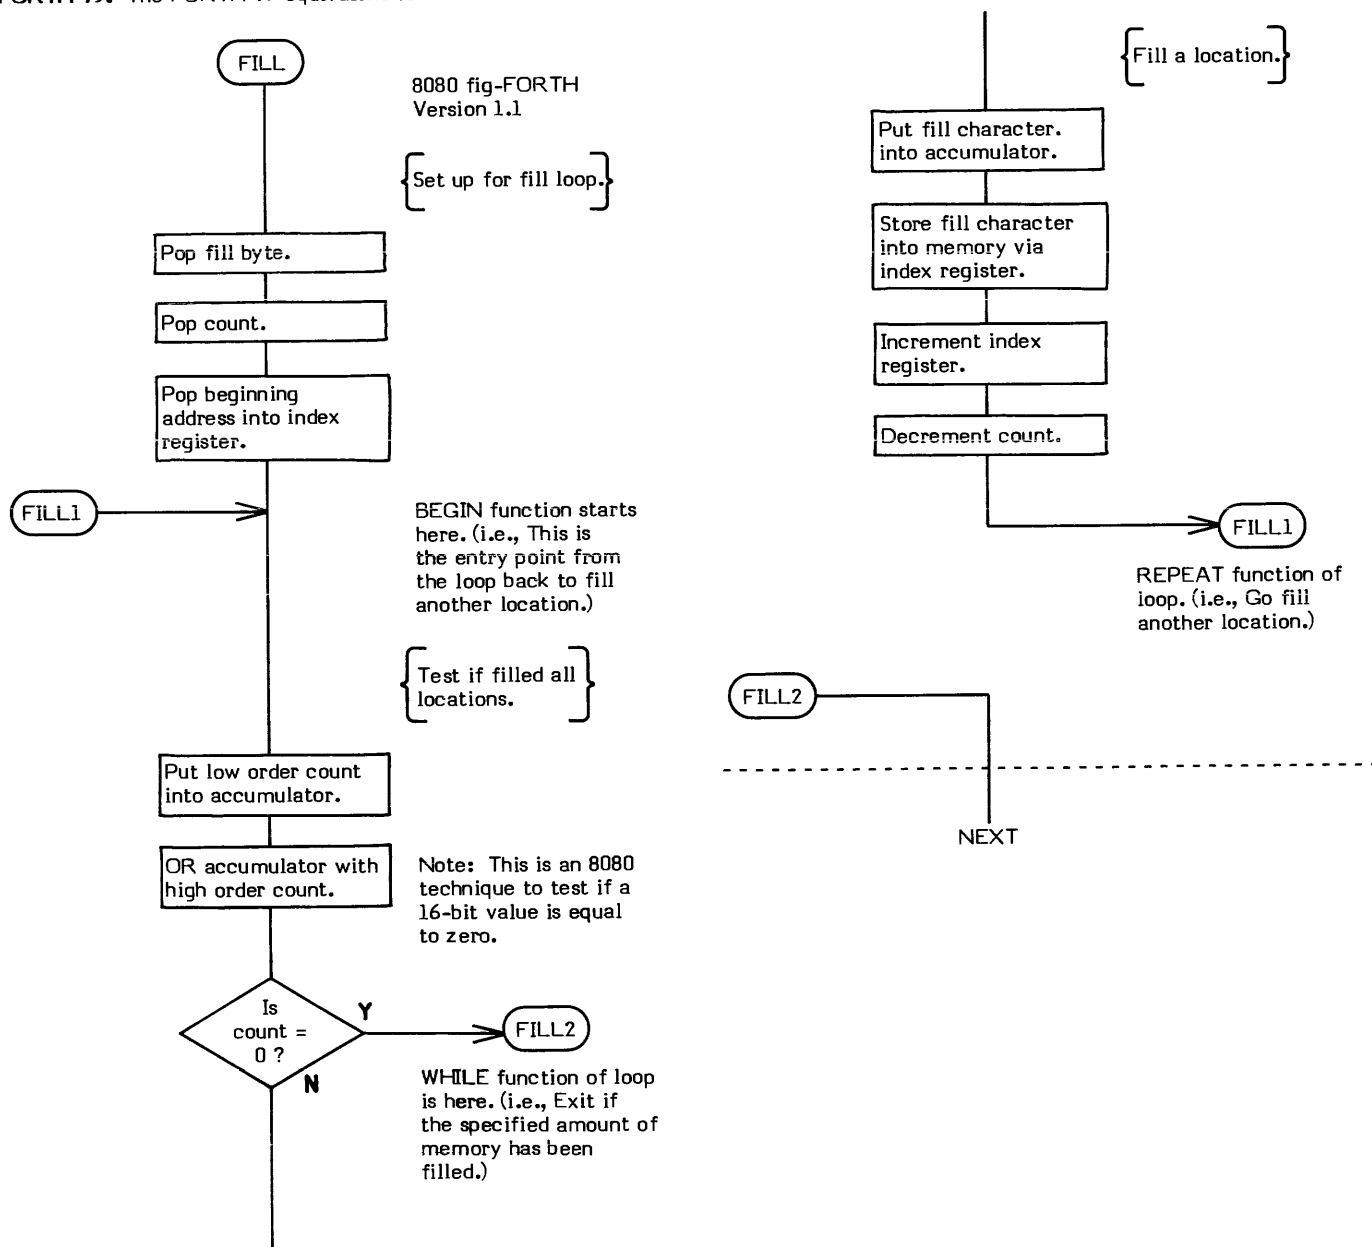 FILL
8080 fig-FORTH
Version 1.1
Set up for fill loop.
Pop fill byte.
Pop count.
Pop beginning
address into index
register.
FILL1
BEGIN function starts
here. (i.e., This is
the entry point from
the loop back to fill
another location.)
Test if filled all
locations.
Put low order count
into accumulator.
OR accumulator with
high order count.
Note: This is an 8080
technique to test if a
16-bit value is equal
to zero.
Is
count =
0 ?
Y
N
FILL2
WHILE function of loop
is here. (i.e., Exit if
the specified amount of
memory has been
filled.)
Fill a location.
Put fill character.
into accumulator.
Store fill character
into memory via
index register.
Increment index
register.
Decrement count.
FILL1
REPEAT function of
loop. (i.e., Go fill
another location.)
FILL2
NEXT